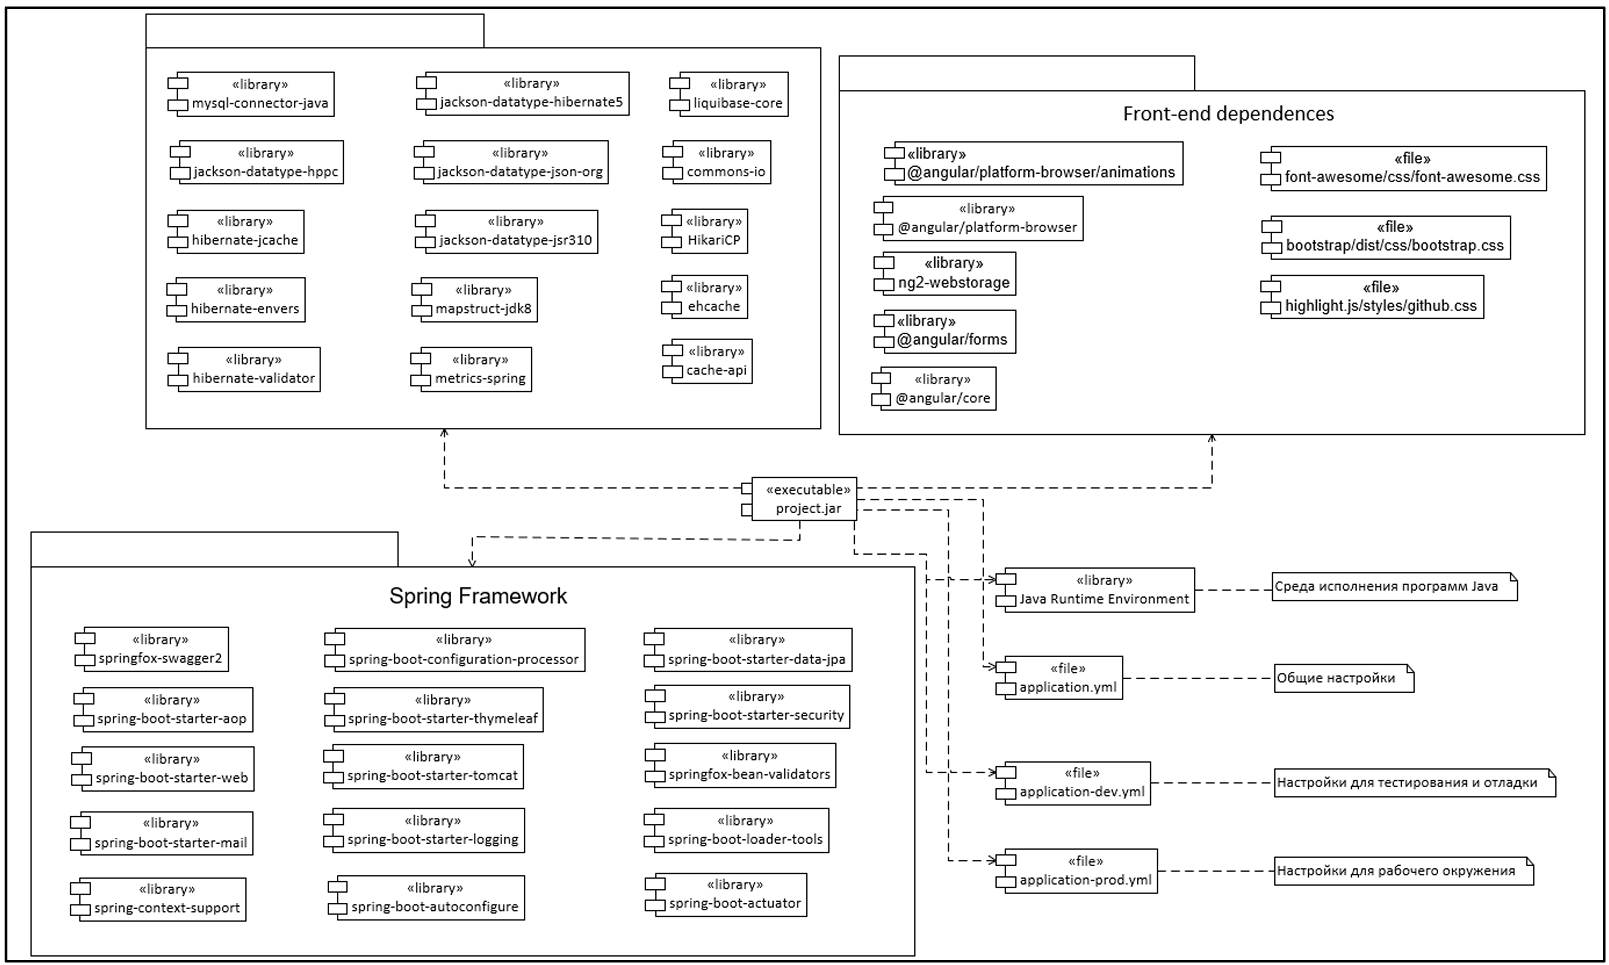 «library»
mysql-connector-java
«library»
jackson-datatype-hibernate5
«library»
liquibase-core
«library»
jackson-datatype-hppc
«library»
jackson-datatype-json-org
«library»
commons-io
«library»
hibernate-jcache
«library»
jackson-datatype-jsr310
«library»
HikariCP
«library»
hibernate-envers
«library»
mapstruct-jdk8
«library»
ehcache
«library»
hibernate-validator
«library»
metrics-spring
«library»
cache-api
Front-end dependences
«library»
@angular/platform-browser/animations
«file»
font-awesome/css/font-awesome.css
«library»
@angular/platform-browser
«file»
bootstrap/dist/css/bootstrap.css
«library»
ng2-webstorage
«file»
highlight.js/styles/github.css
«library»
@angular/forms
«library»
@angular/core
«executable»
project.jar
Spring Framework
«library»
springfox-swagger2
«library»
spring-boot-configuration-processor
«library»
spring-boot-starter-data-jpa
«library»
spring-boot-starter-aop
«library»
spring-boot-starter-thymeleaf
«library»
spring-boot-starter-security
«library»
spring-boot-starter-web
«library»
spring-boot-starter-tomcat
«library»
springfox-bean-validators
«library»
spring-boot-starter-mail
«library»
spring-boot-starter-logging
«library»
spring-boot-loader-tools
«library»
spring-context-support
«library»
spring-boot-autoconfigure
«library»
spring-boot-actuator
«library»
Java Runtime Environment
Среда исполнения программ Java
«file»
application.yml
Общие настройки
«file»
application-dev.yml
Настройки для тестирования и отладки
«file»
application-prod.yml
Настройки для рабочего окружения